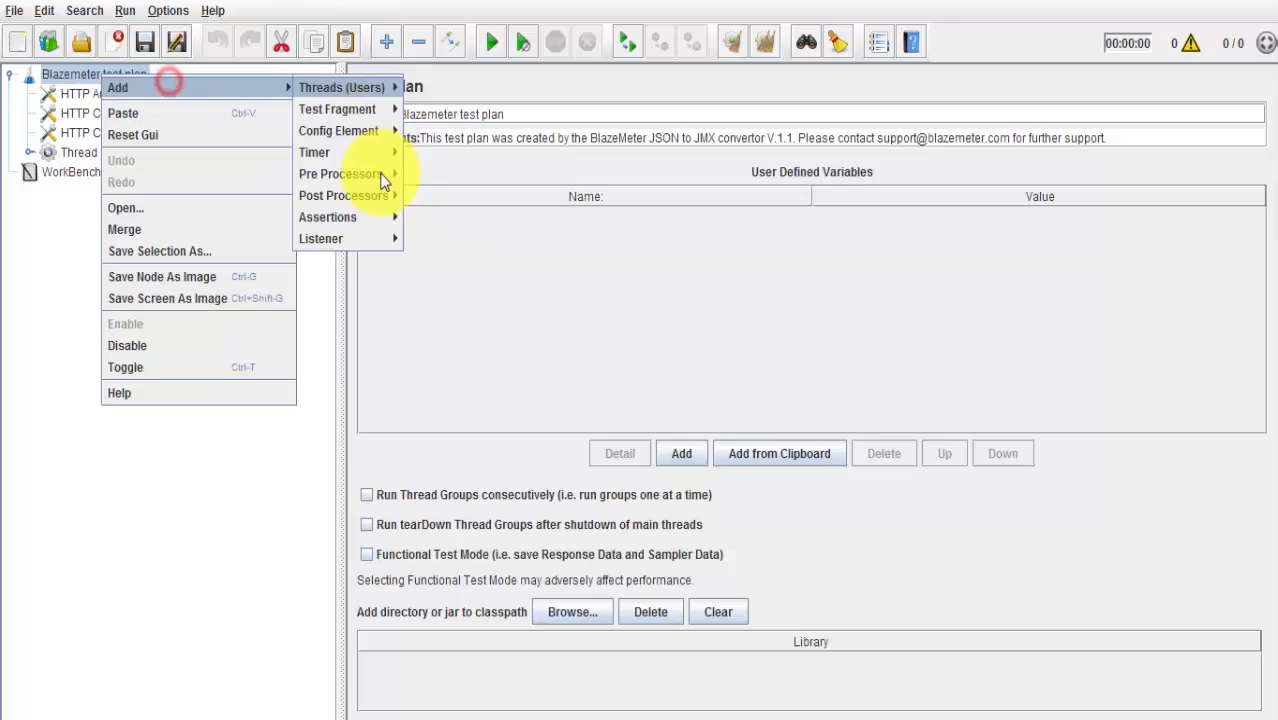 File Edit Search Run Options Help
00:00:00 0 0 / 0
Blazemeter test plan
HTTP A
HTTP C
HTTP C
Thread
WorkBench
Add
Paste Ctrl-V
Reset Gui
Undo
Redo
Open...
Merge
Save Selection As...
Save Node As Image Ctrl-G
Save Screen As Image Ctrl+Shift-G
Enable
Disable
Toggle Ctrl-T
Help
Threads (Users)
Test Fragment
Config Element
Timer
Pre Processors
Post Processors
Assertions
Listener
lan
Blazemeter test plan
ts:This test plan was created by the BlazeMeter JSON to JMX convertor V.1.1. Please contact support@blazemeter.com for further support.
User Defined Variables
Name: Value
Detail Add Add from Clipboard Delete Up Down
Run Thread Groups consecutively (i.e. run groups one at a time)
Run tearDown Thread Groups after shutdown of main threads
Functional Test Mode (i.e. save Response Data and Sampler Data)
Selecting Functional Test Mode may adversely affect performance.
Add directory or jar to classpath Browse... Delete Clear
Library